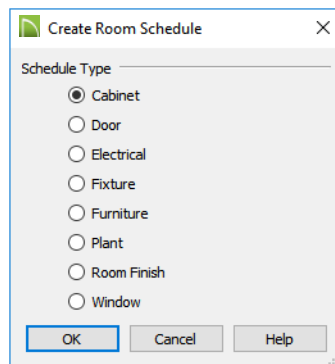 Create Room Schedule
Schedule Type
Cabinet
Door
Electrical
Fixture
Furniture
Plant
Room Finish
Window
OK Cancel Help